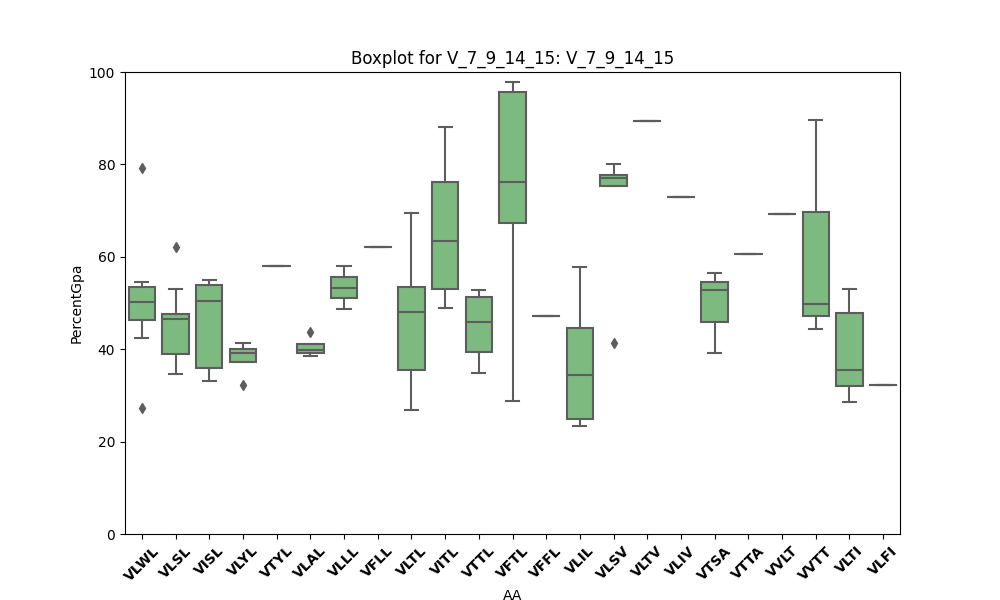 Boxplot for V_7_9_14_15: V_7_9_14_15
100
80
60
40
20
0
PercentGpa
VLWL VLSL VISL VLYL VTYL VLAL VLLL VFLL VLTL VITL VTTL VFTL VFFL VLIL VLSV VLTV VLIV VTSA VTTA VVLT VVTT VLTI VLFI
AA